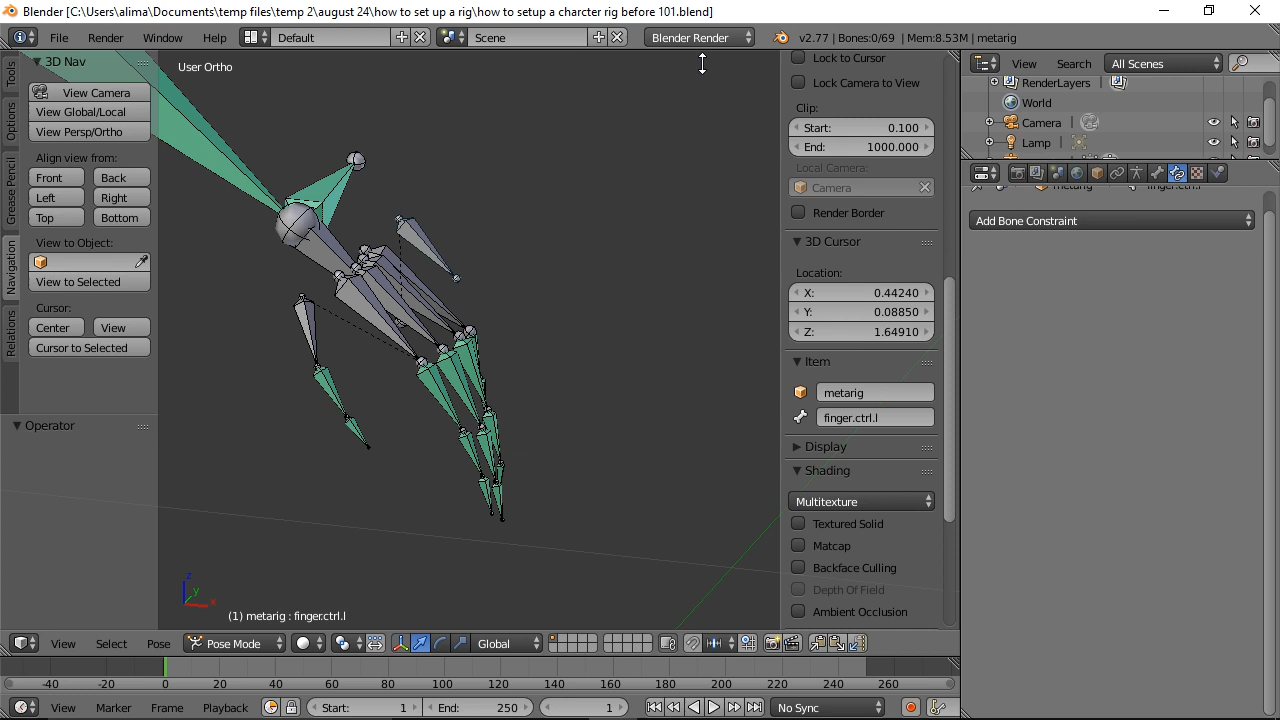 Blender [C:\Users\alima\Documents\temp files\temp 2\august 24\how to set up a rig\how to setup a charcter rig before 101.blend]
File Render Window Help Default Scene Blender Render v2.77 | Bones:0/69 | Mem:8.53M | metarig
Tools
Options
Grease Pencil
Navigation
Relations
3D Nav
View Camera
View Global/Local
View Persp/Ortho
Align view from:
Front Back
Left Right
Top Bottom
View to Object:
View to Selected
Cursor:
Center View
Cursor to Selected
Operator
User Ortho
z
y
x
(1) metarig : finger.ctrl.l
Lock to Cursor
Lock Camera to View
Clip:
Start: 0.100
End: 1000.000
Local Camera:
Camera
Render Border
3D Cursor
Location:
X: 0.44240
Y: 0.08850
Z: 1.64910
Item
metarig
finger.ctrl.l
Display
Shading
Multitexture
Textured Solid
Matcap
Backface Culling
Depth Of Field
Ambient Occlusion
View Search All Scenes
RenderLayers |
World
Camera |
Lamp |
metarig finger.ctrl.l
Add Bone Constraint
View Select Pose Pose Mode Global
-40 -20 0 20 40 60 80 100 120 140 160 180 200 220 240 260
View Marker Frame Playback Start: 1 End: 250 1 No Sync